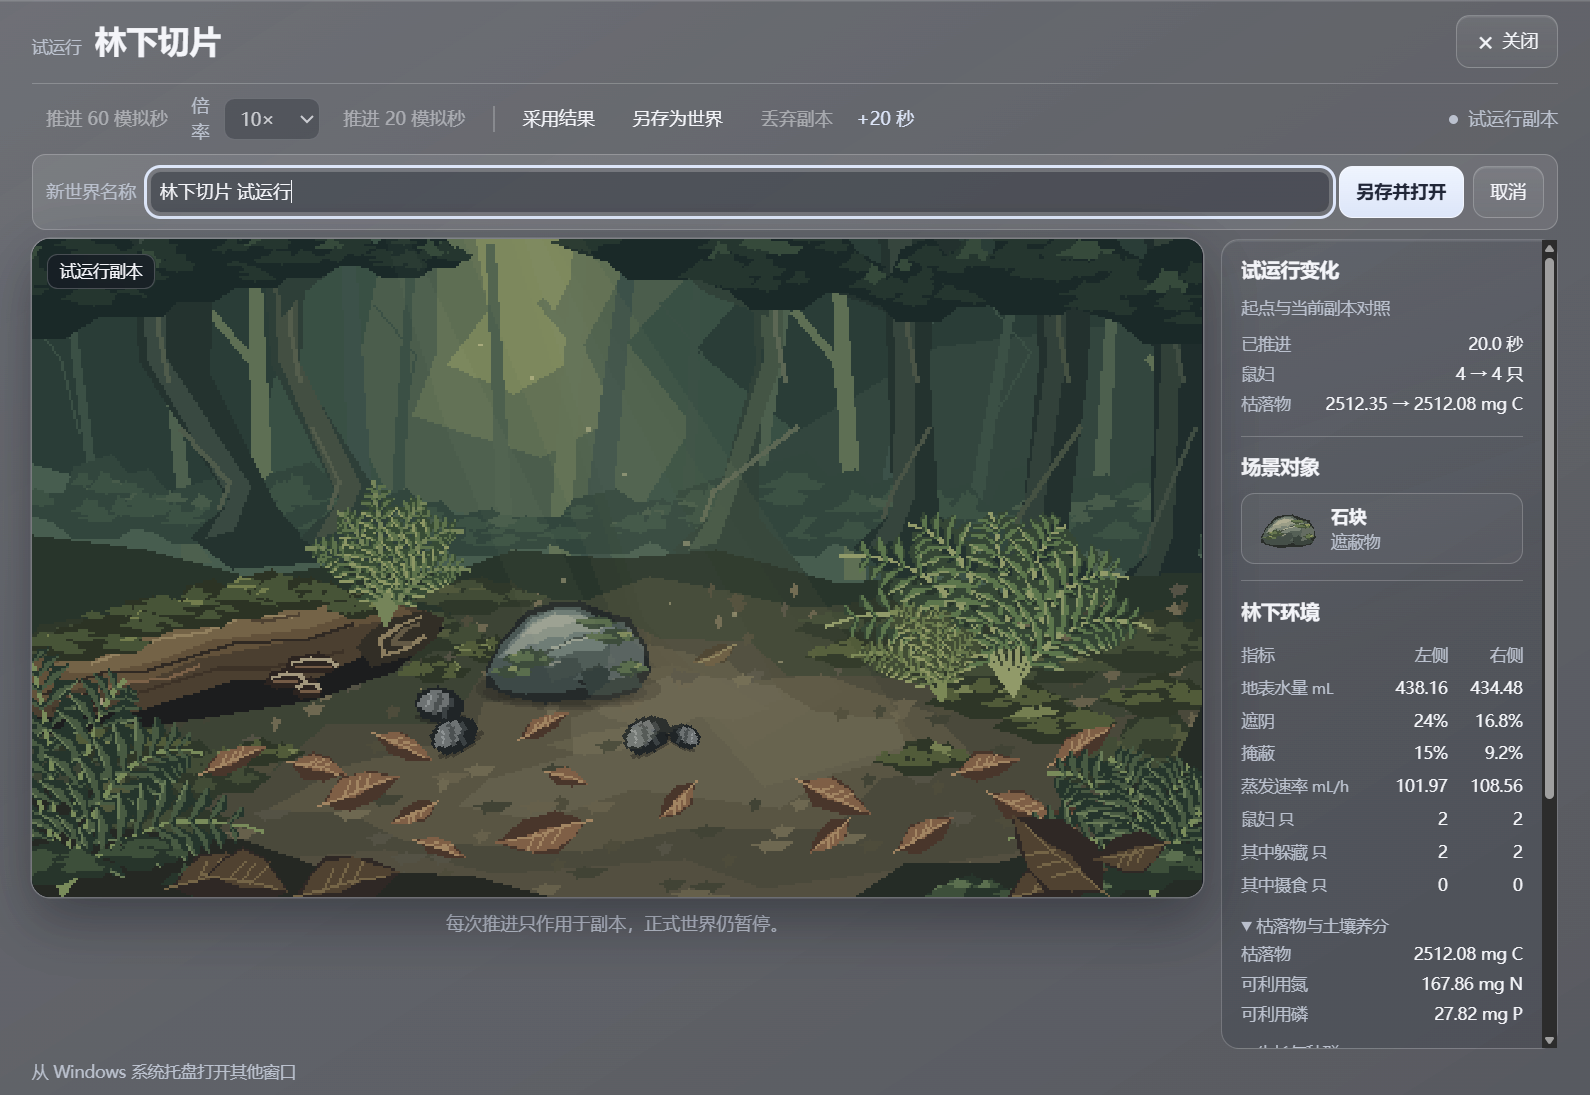 试运行 林下切片
× 关闭
推进 60 模拟秒 倍率 10× 推进 20 模拟秒 采用结果 另存为世界 丢弃副本 +20 秒 试运行副本
新世界名称 林下切片 试运行 另存并打开 取消
试运行副本
试运行变化
起点与当前副本对照
已推进 20.0 秒
鼠妇 4 → 4 只
枯落物 2512.35 → 2512.08 mg C
场景对象
石块
遮蔽物
林下环境
指标 左侧 右侧
地表水量 mL 438.16 434.48
遮阴 24% 16.8%
掩蔽 15% 9.2%
蒸发速率 mL/h 101.97 108.56
鼠妇 只 2 2
其中躲藏 只 2 2
其中摄食 只 0 0
▼ 枯落物与土壤养分
枯落物 2512.08 mg C
可利用氮 167.86 mg N
可利用磷 27.82 mg P
每次推进只作用于副本，正式世界仍暂停。
从 Windows 系统托盘打开其他窗口